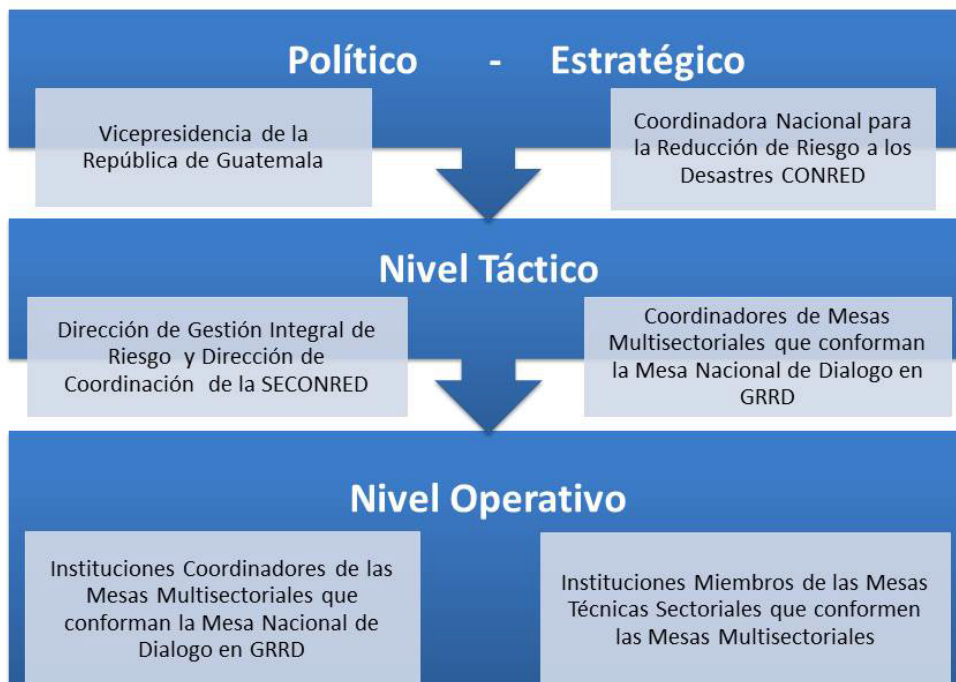 Político - Estratégico
Vicepresidencia de la
República de Guatemala
Coordinadora Nacional para
la Reducción de Riesgo a los
Desastres CONRED
Nivel Táctico
Dirección de Gestión Integral de
Riesgo y Dirección de
Coordinación de la SECONRED
Coordinadores de Mesas
Multisectoriales que conforman
la Mesa Nacional de Dialogo en
GRRD
Nivel Operativo
Instituciones Coordinadores de las
Mesas Multisectoriales que
conforman la Mesa Nacional de
Dialogo en GRRD
Instituciones Miembros de las Mesas
Técnicas Sectoriales que conformen
las Mesas Multisectoriales